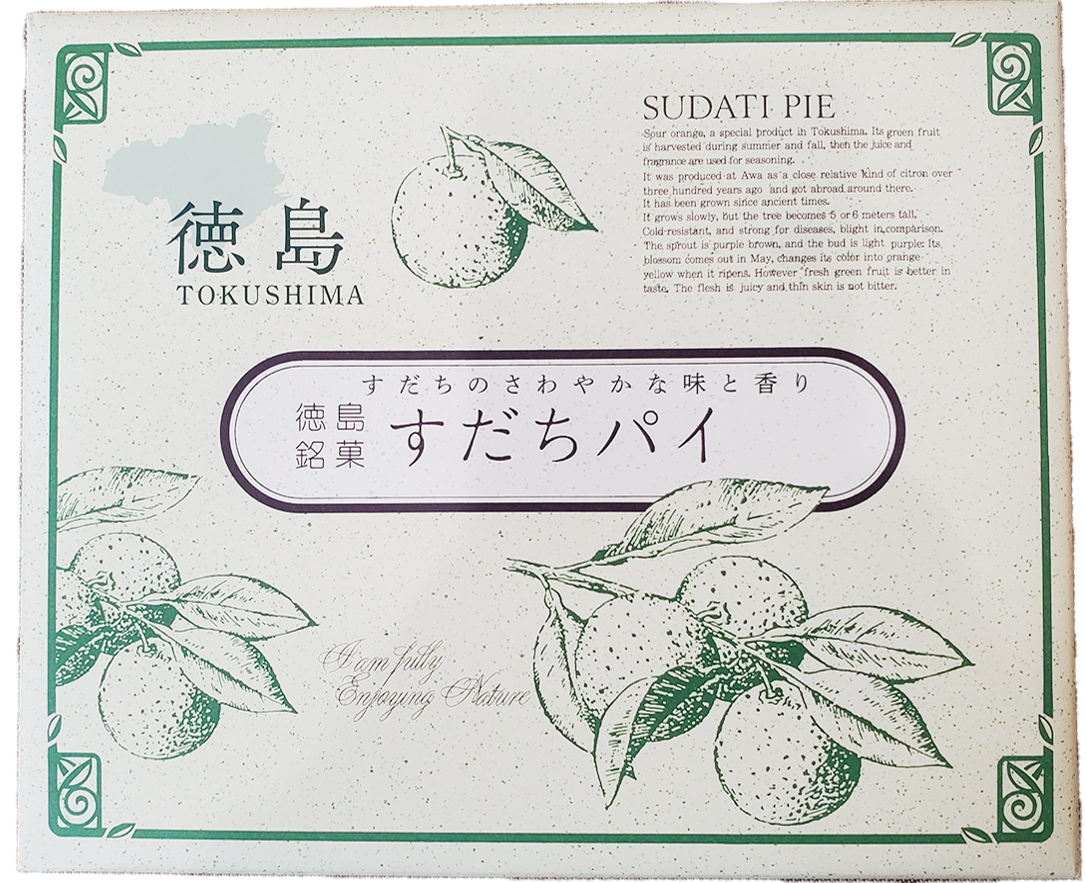 徳島
TOKUSHIMA
SUDATI PIE
Sour orange, a special product in Tokushima. Its green fruit
is harvested during summer and fall, then the juice and
fragrance are used for seasoning.
It was produced at Awa as a close relative kind of citron over
three hundred years ago and got abroad around there.
It has been grown since ancient times.
It grows slowly, but the tree becomes 5 or 6 meters tall.
Cold-resistant, and strong for diseases, blight in comparison.
The sprout is purple brown, and the bud is light purple. Its
blossom comes out in May, changes its color into orange-
yellow when it ripens. However fresh green fruit is better in
taste. The flesh is juicy and thin skin is not bitter.
すだちのさわやかな味と香り
徳島
銘菓
すだちパイ
I am fully
Enjoying Nature